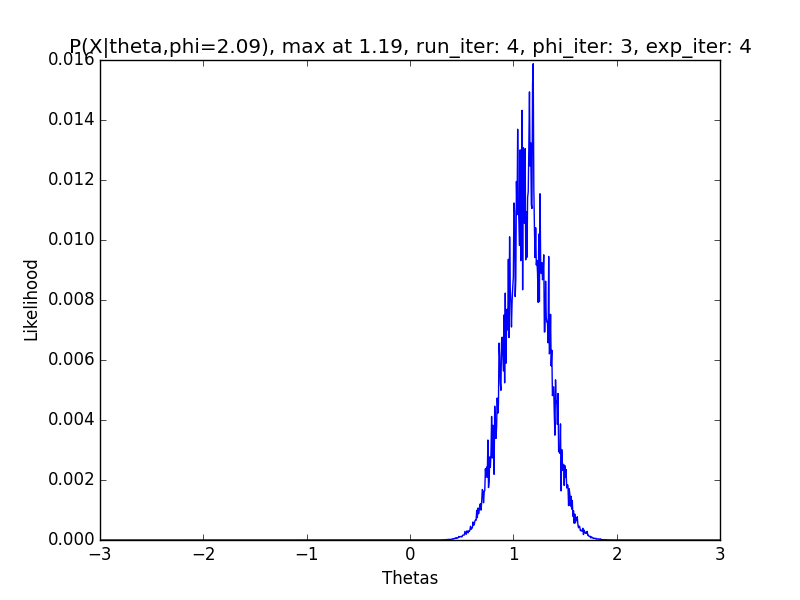 P(X|theta,phi=2.09), max at 1.19, run_iter: 4, phi_iter: 3, exp_iter: 4
0.016
0.014
0.012
0.010
0.008
0.006
0.004
0.002
0.000
Likelihood
−3 −2 −1 0 1 2 3
Thetas